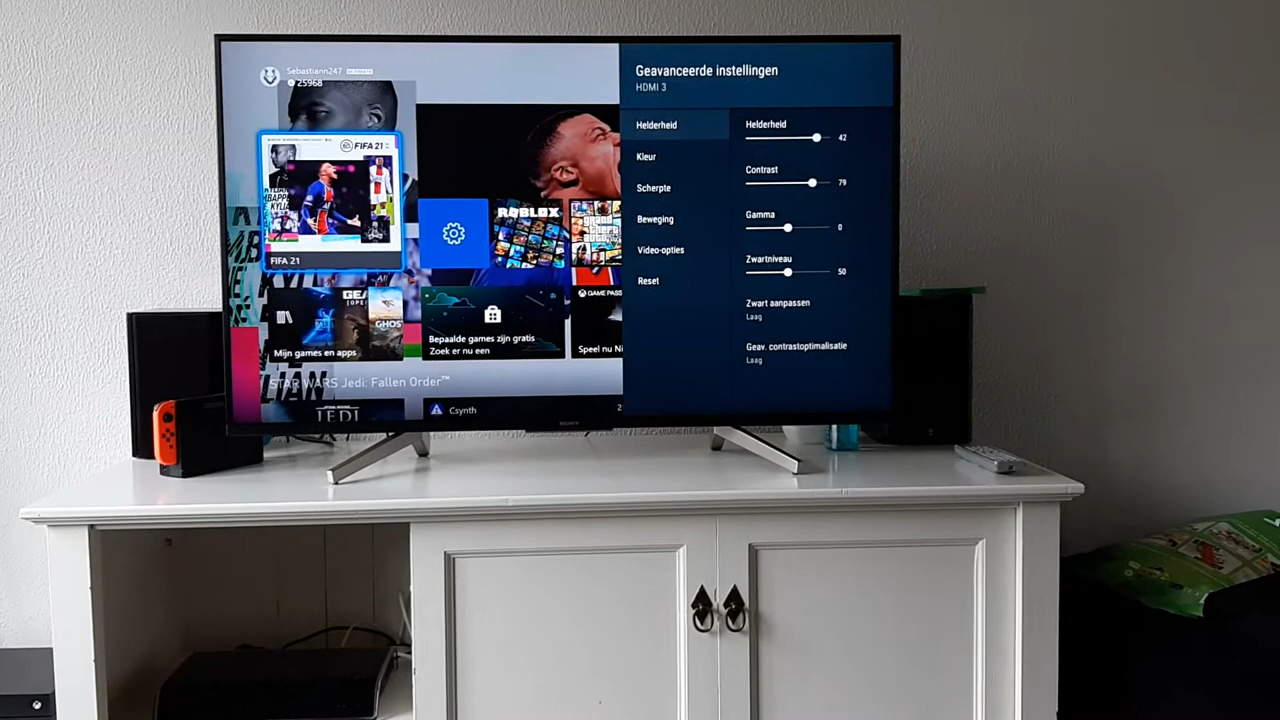 Sebastiann247
25968
FIFA 21
FIFA 21
ROBLOX
Mijn games en apps
Bepaalde games zijn gratis
Zoek er nu een
GAME PASS
Speel nu
STAR WARS Jedi: Fallen Order™
JEDI
Csynth
SONY
Geavanceerde instellingen
HDMI 3
Helderheid
Kleur
Scherpte
Beweging
Video-opties
Reset
Helderheid
42
Contrast
79
Gamma
0
Zwartniveau
50
Zwart aanpassen
Laag
Geav. contrastoptimalisatie
Laag